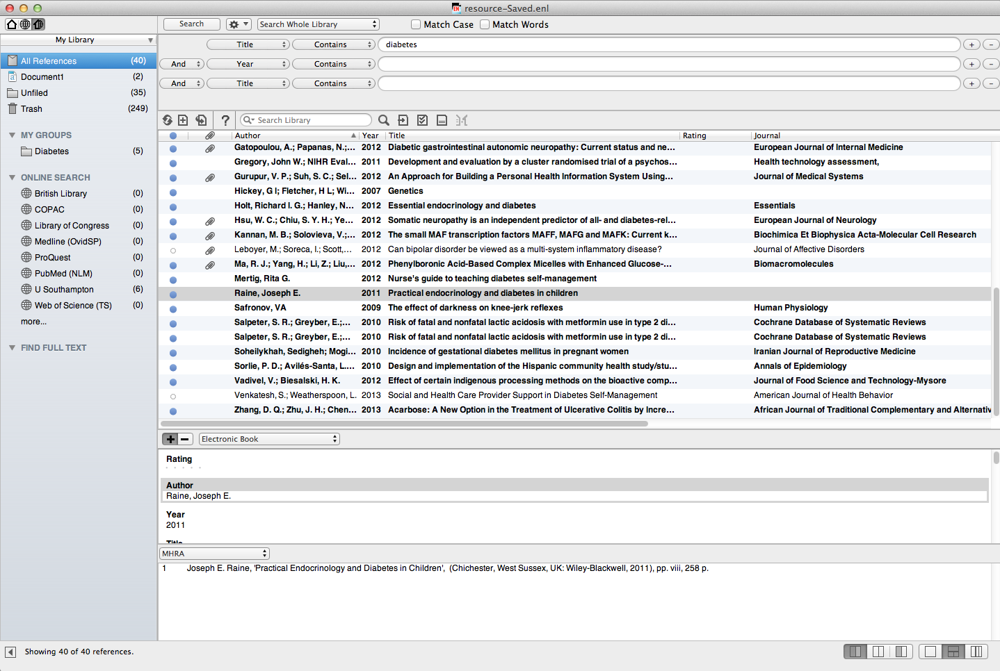 resource-Saved.enl
Search
Search Whole Library
Match Case
Match Words
My Library
Title Contains diabetes + -
And Year Contains + -
And Title Contains + -
All References (40)
Document1 (2)
Unfiled (35)
Trash (249)
MY GROUPS
Diabetes (5)
ONLINE SEARCH
British Library (0)
COPAC (0)
Library of Congress (0)
Medline (OvidSP) (0)
ProQuest (0)
PubMed (NLM) (0)
U Southampton (6)
Web of Science (TS) (0)
more...
FIND FULL TEXT
? Search Library
Author Year Title Rating Journal
Gatopoulou, A.; Papanas, N.;... 2012 Diabetic gastrointestinal autonomic neuropathy: Current status and ne... European Journal of Internal Medicine
Gregory, John W.; NIHR Eval... 2011 Development and evaluation by a cluster randomised trial of a psychos... Health technology assessment,
Gurupur, V. P.; Suh, S. C.; Sei... 2012 An Approach for Building a Personal Health Information System Using... Journal of Medical Systems
Hickey, G I; Fletcher, H L; Wi... 2007 Genetics
Holt, Richard I. G.; Hanley, N... 2012 Essential endocrinology and diabetes Essentials
Hsu, W. C.; Chiu, S. Y. H.; Ye... 2012 Somatic neuropathy is an independent predictor of all- and diabetes-rel... European Journal of Neurology
Kannan, M. B.; Solovieva, V.;... 2012 The small MAF transcription factors MAFF, MAFG and MAFK: Current k... Biochimica Et Biophysica Acta-Molecular Cell Research
Leboyer, M.; Soreca, I.; Scott,... 2012 Can bipolar disorder be viewed as a multi-system inflammatory disease? Journal of Affective Disorders
Ma, R. J.; Yang, H.; Li, Z.; Liu,... 2012 Phenylboronic Acid-Based Complex Micelles with Enhanced Glucose-... Biomacromolecules
Mertig, Rita G. 2012 Nurse's guide to teaching diabetes self-management
Raine, Joseph E. 2011 Practical endocrinology and diabetes in children
Safronov, VA 2009 The effect of darkness on knee-jerk reflexes Human Physiology
Salpeter, S. R.; Greyber, E.;... 2010 Risk of fatal and nonfatal lactic acidosis with metformin use in type 2 di... Cochrane Database of Systematic Reviews
Salpeter, S. R.; Greyber, E.;... 2010 Risk of fatal and nonfatal lactic acidosis with metformin use in type 2 di... Cochrane Database of Systematic Reviews
Soheilykhah, Sedigheh; Mogi... 2010 Incidence of gestational diabetes mellitus in pregnant women Iranian Journal of Reproductive Medicine
Sorlie, P. D.; Avilés-Santa, L.... 2010 Design and implementation of the Hispanic community health study/stu... Annals of Epidemiology
Vadivel, V.; Biesalski, H. K. 2012 Effect of certain indigenous processing methods on the bioactive comp... Journal of Food Science and Technology-Mysore
Venkatesh, S.; Weatherspoon, L. 2013 Social and Health Care Provider Support in Diabetes Self-Management American Journal of Health Behavior
Zhang, D. Q.; Zhu, J. H.; Chen... 2013 Acarbose: A New Option in the Treatment of Ulcerative Colitis by Incre... African Journal of Traditional Complementary and Alternativ
Electronic Book
Rating
Author
Raine, Joseph E.
Year
2011
Title
MHRA
1 Joseph E. Raine, 'Practical Endocrinology and Diabetes in Children', (Chichester, West Sussex, UK: Wiley-Blackwell, 2011), pp. viii, 258 p.
Showing 40 of 40 references.